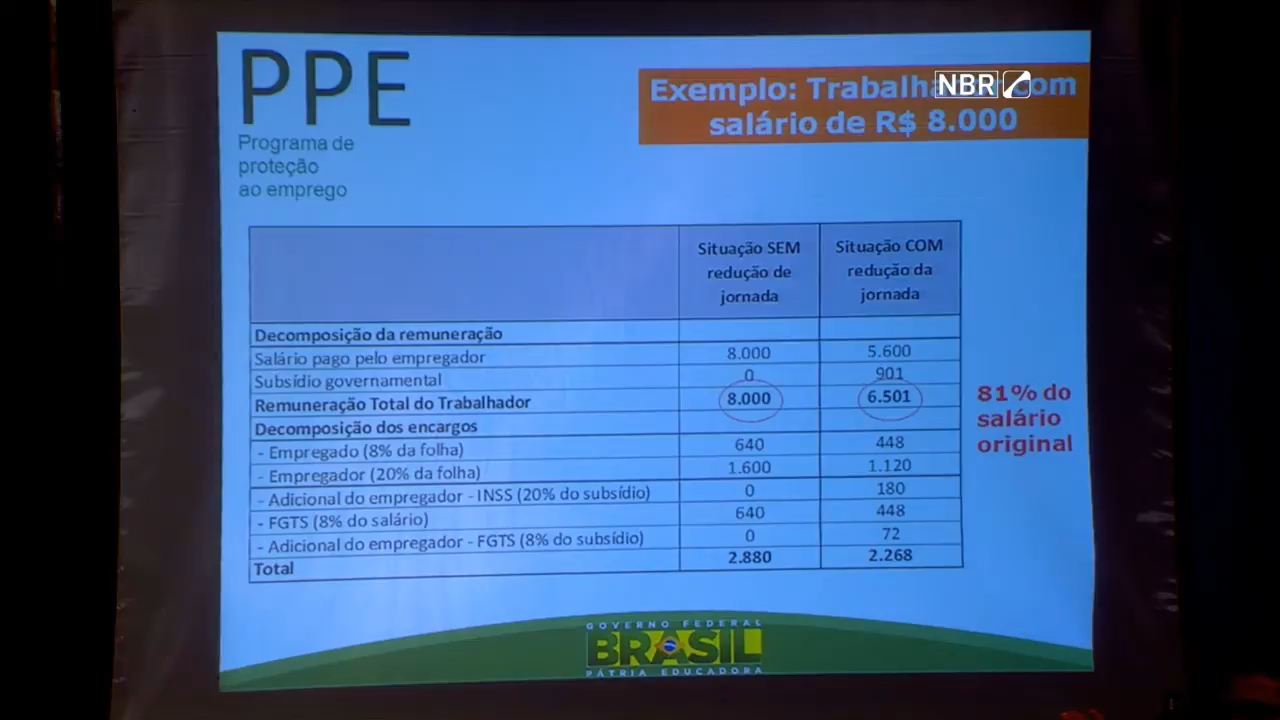 PPE
Programa de
proteção
ao emprego
Exemplo: Trabalha com
salário de R$ 8.000
NBR
Situação SEM redução de jornada Situação COM redução da jornada
Decomposição da remuneração
Salário pago pelo empregador 8.000 5.600
Subsídio governamental 0 901
Remuneração Total do Trabalhador 8.000 6.501
Decomposição dos encargos
- Empregado (8% da folha) 640 448
- Empregador (20% da folha) 1.600 1.120
- Adicional do empregador - INSS (20% do subsídio) 0 180
- FGTS (8% do salário) 640 448
- Adicional do empregador - FGTS (8% do subsídio) 0 72
Total 2.880 2.268
81% do
salário
original
GOVERNO FEDERAL
BRASIL
PÁTRIA EDUCADORA